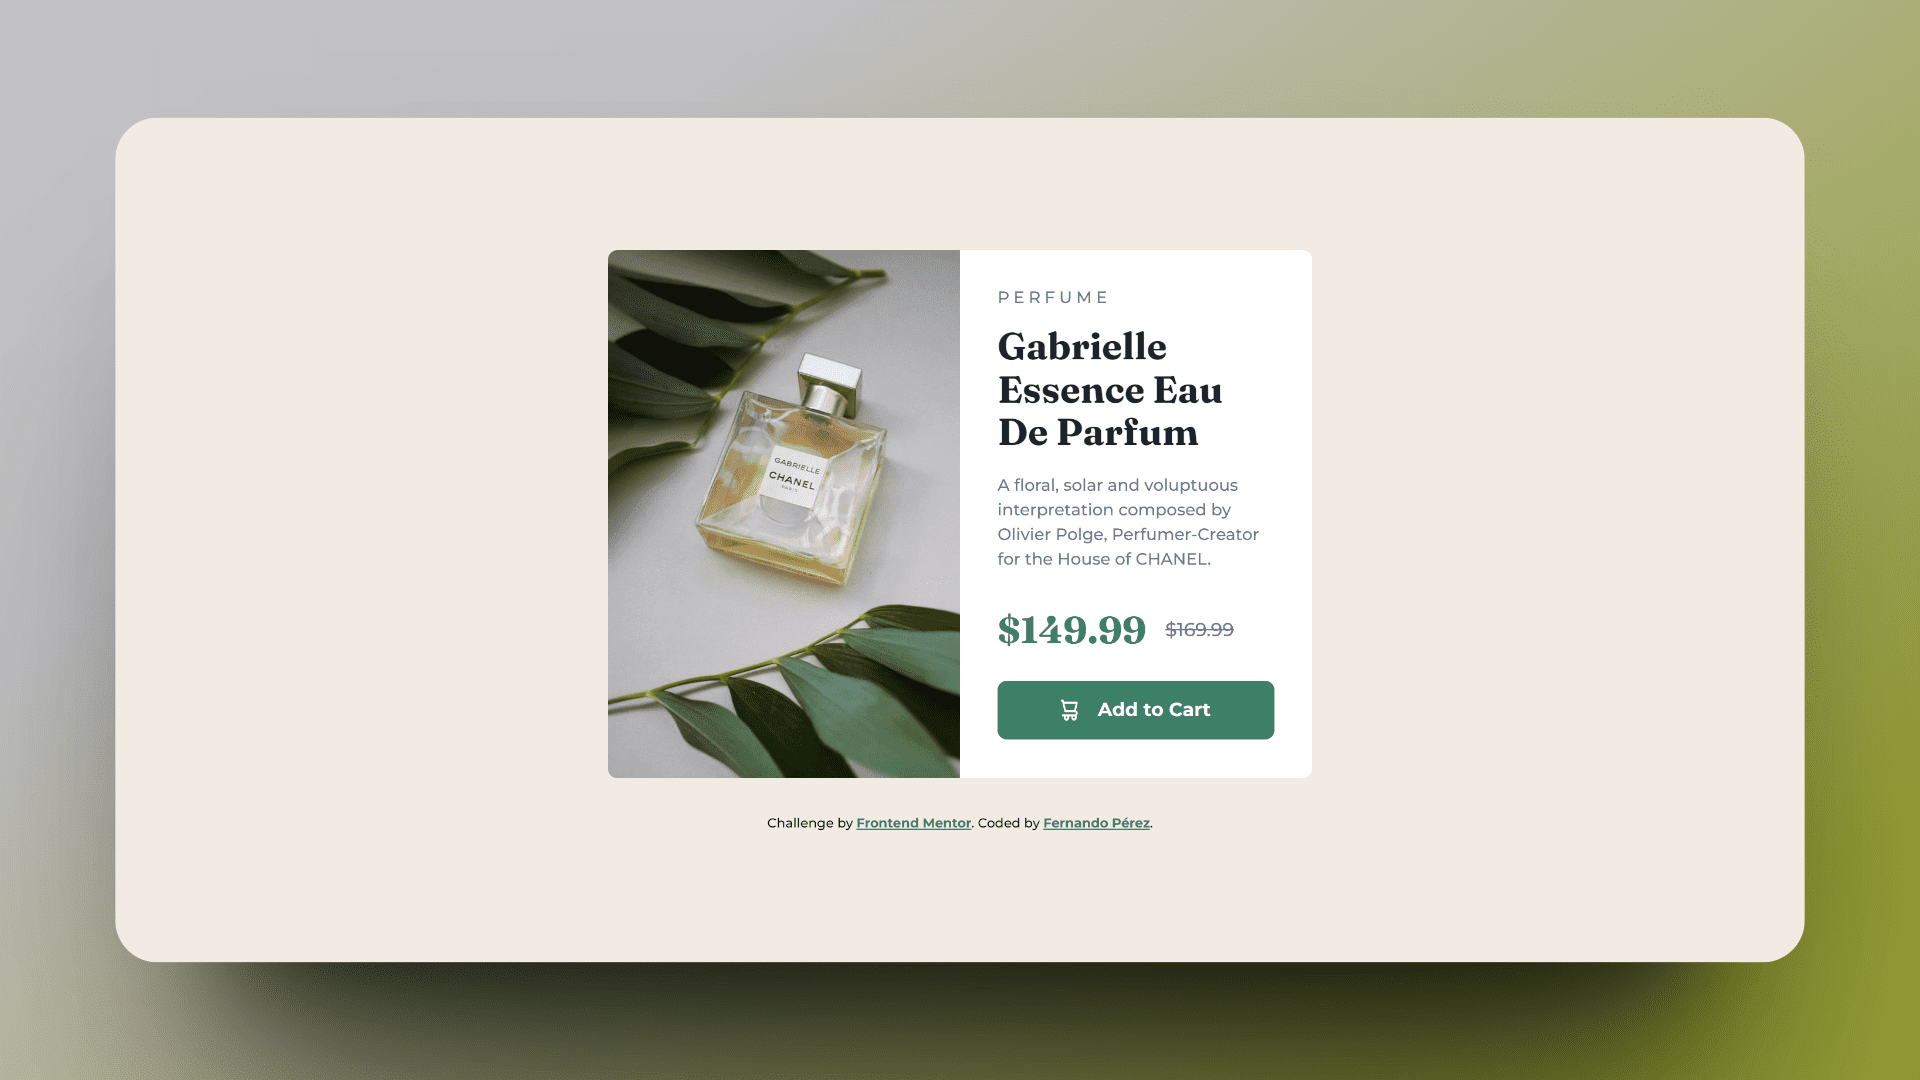 GABRIELLE
CHANEL
PARIS
PERFUME
Gabrielle
Essence Eau
De Parfum
A floral, solar and voluptuous
interpretation composed by
Olivier Polge, Perfumer-Creator
for the House of CHANEL.
$149.99 $169.99
Add to Cart
Challenge by Frontend Mentor. Coded by Fernando Pérez.